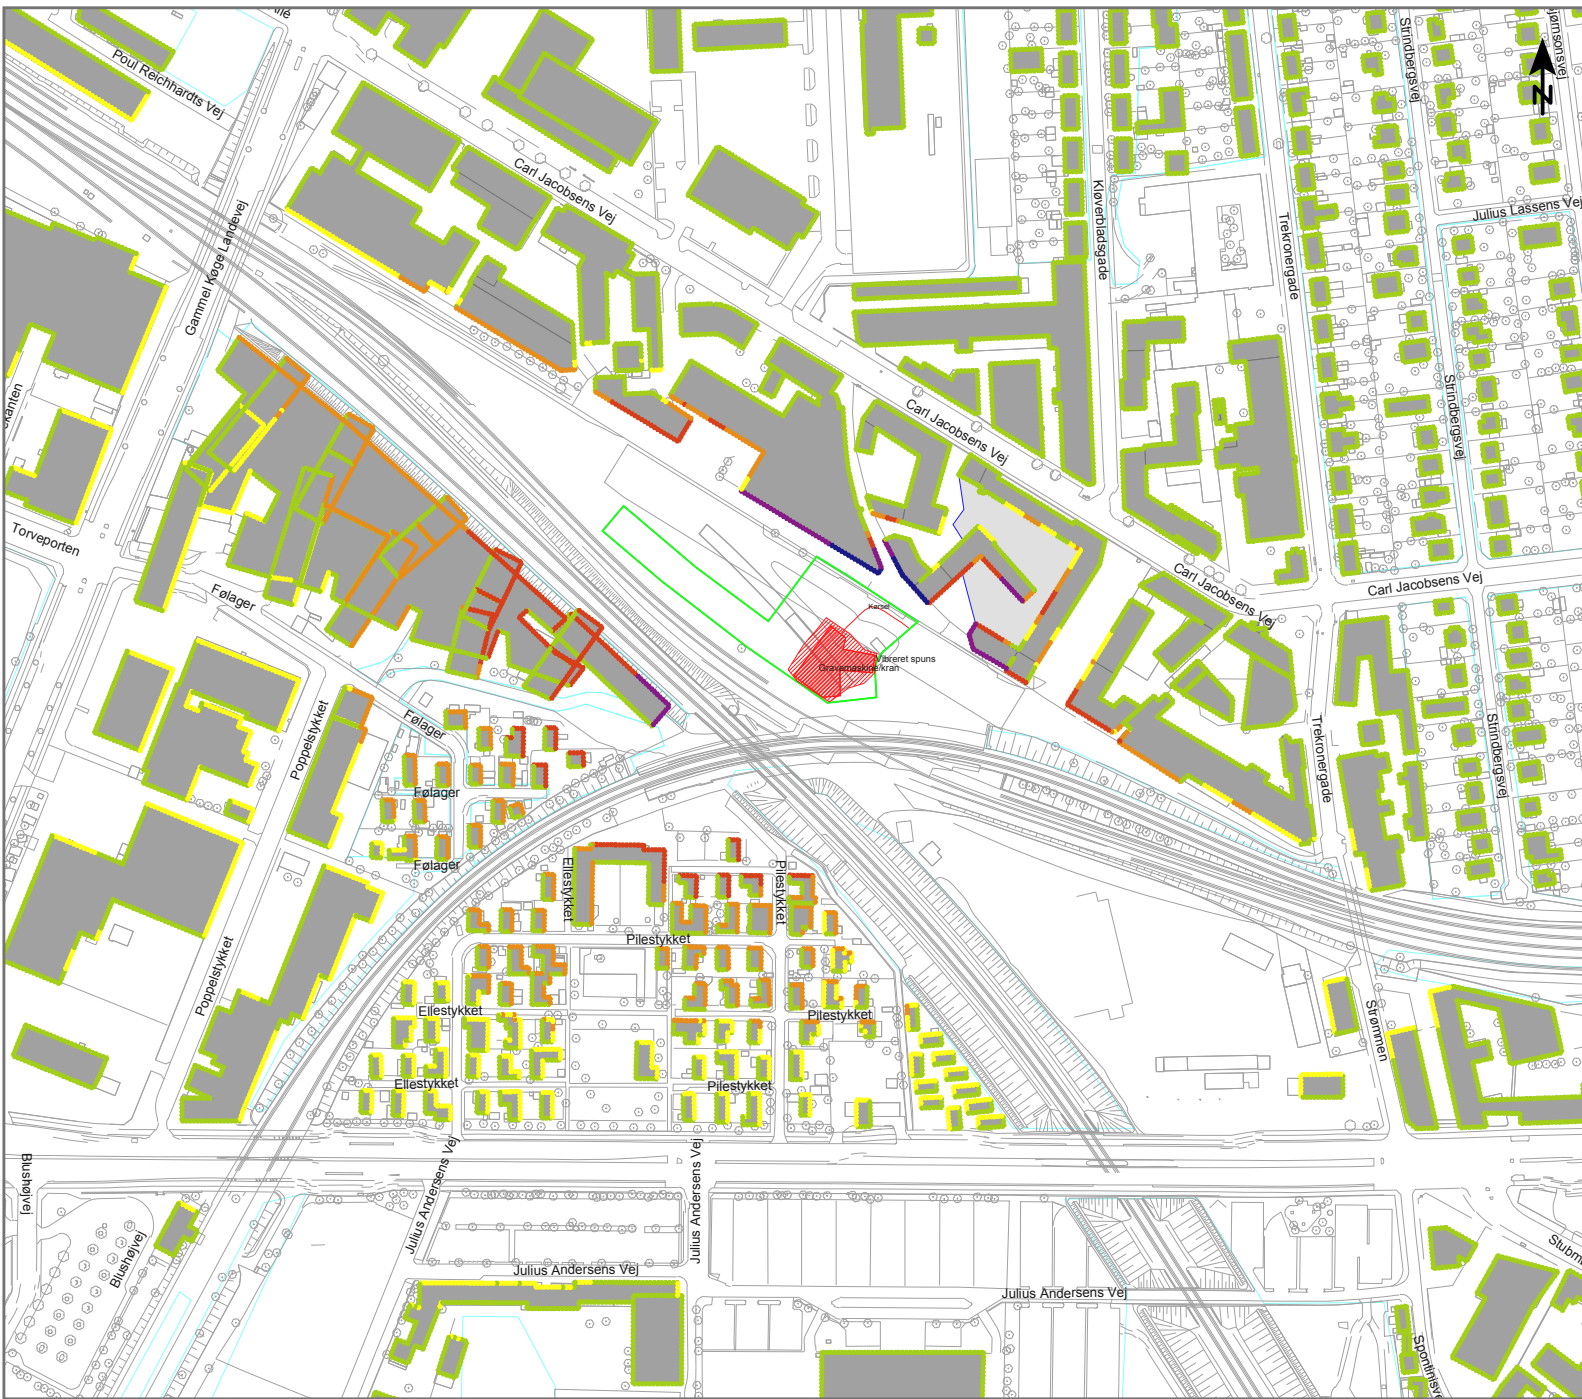 Poul Reichhardts Vej
Gammel Køge Landevej
Carl Jacobsens Vej
Kløverbladsgade
Trekronergade
Strindbergsvej
N
Julius Lassens Vej
Strindbergsvej
Carl Jacobsens Vej
Torveporten
Følager
Carl Jacobsens Vej
Carl Jacobsens Vej
Kørsel
Vibreret spuns
Gravemaskine/kran
Poppelstykket
Følager
Følager
Følager
Trekronergade
Strindbergsvej
Ellestykket
Pilestykket
Pilestykket
Poppelstykket
Ellestykket
Pilestykket
Strømmen
Ellestykket
Pilestykket
Blushøjvej
Blushøjvej
Julius Andersens Vej
Julius Andersens Vej
Julius Andersens Vej
Julius Andersens Vej